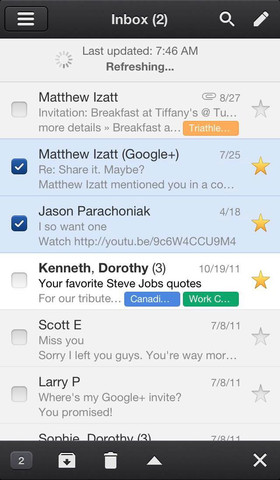 Inbox (2)
Last updated: 7:46 AM
Refreshing...
Matthew Izatt 8/27
Invitation: Breakfast at Tiffany's @ Tu...
more details » Breakfast a... Triathle...
Matthew Izatt (Google+) 7/25
Re: Share it. Maybe?
Matthew Izatt mentioned you in a co...
Jason Parachoniak 4/18
I so want one
Watch http://youtu.be/9c6W4CCU9M4
Kenneth, Dorothy (3) 10/19/11
Your favorite Steve Jobs quotes
For our tribute... Canadi... Work C...
Scott E 7/8/11
Miss you
Sorry I left you guys. You're way mor...
Larry P 7/8/11
Where's my Google+ invite?
You promised!
Sophie, Dorothy (3) 7/8/11
2